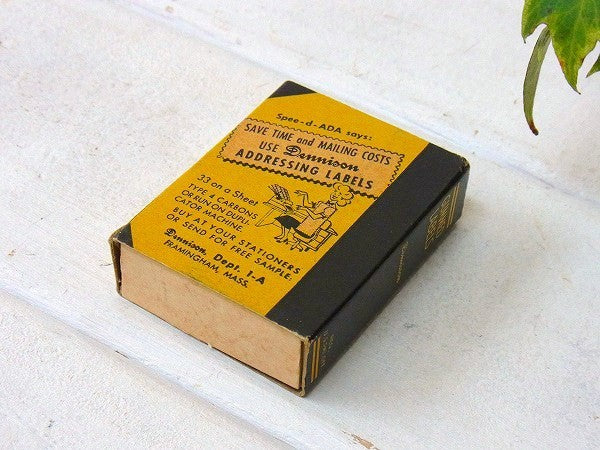 Spee-d-ADA says:
SAVE TIME and MAILING COSTS
USE Dennison
ADDRESSING LABELS
33 on a Sheet
TYPE 4 CARBONS
OR RUN ON DUPLI-
CATOR MACHINE.
BUY AT YOUR STATIONERS
OR SEND FOR FREE SAMPLE.
Dennison Dept. 1-A
FRAMINGHAM, MASS.